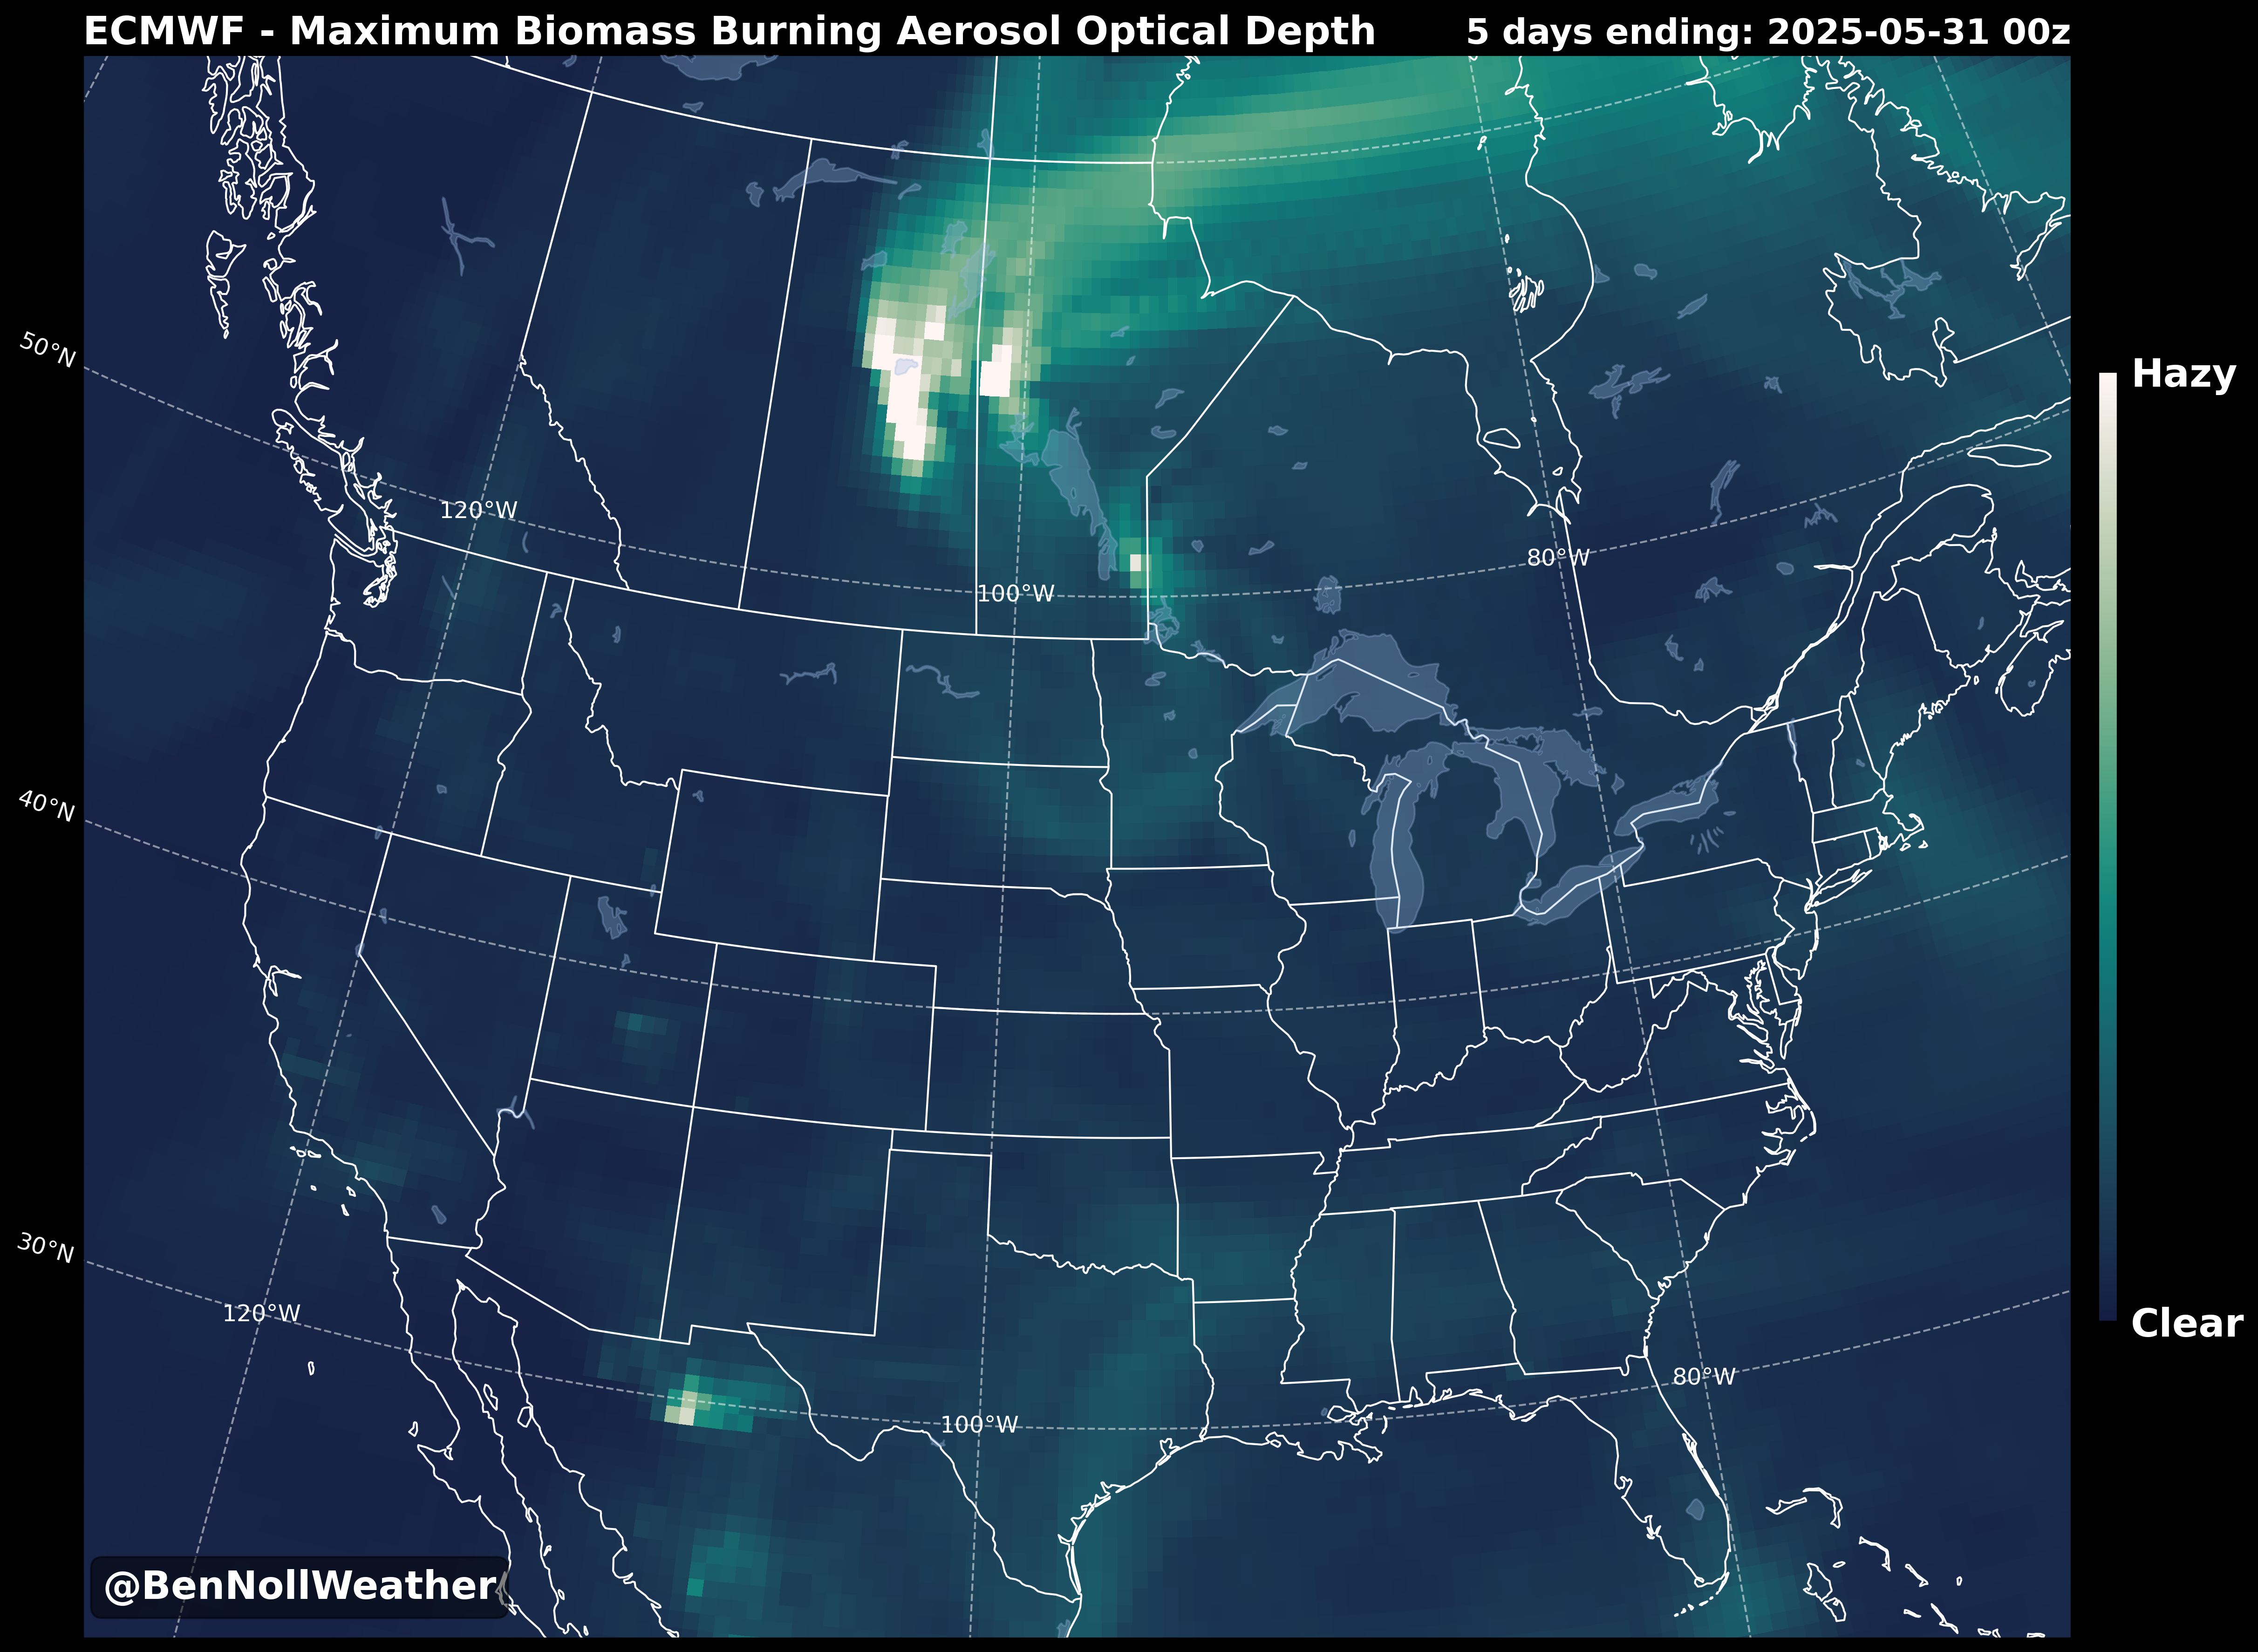 ECMWF - Maximum Biomass Burning Aerosol Optical Depth
5 days ending: 2025-05-31 00z
50°N
Hazy
120°W
80°W
100°W
40°N
30°N
120°W
Clear
80°W
100°W
@BenNollWeather